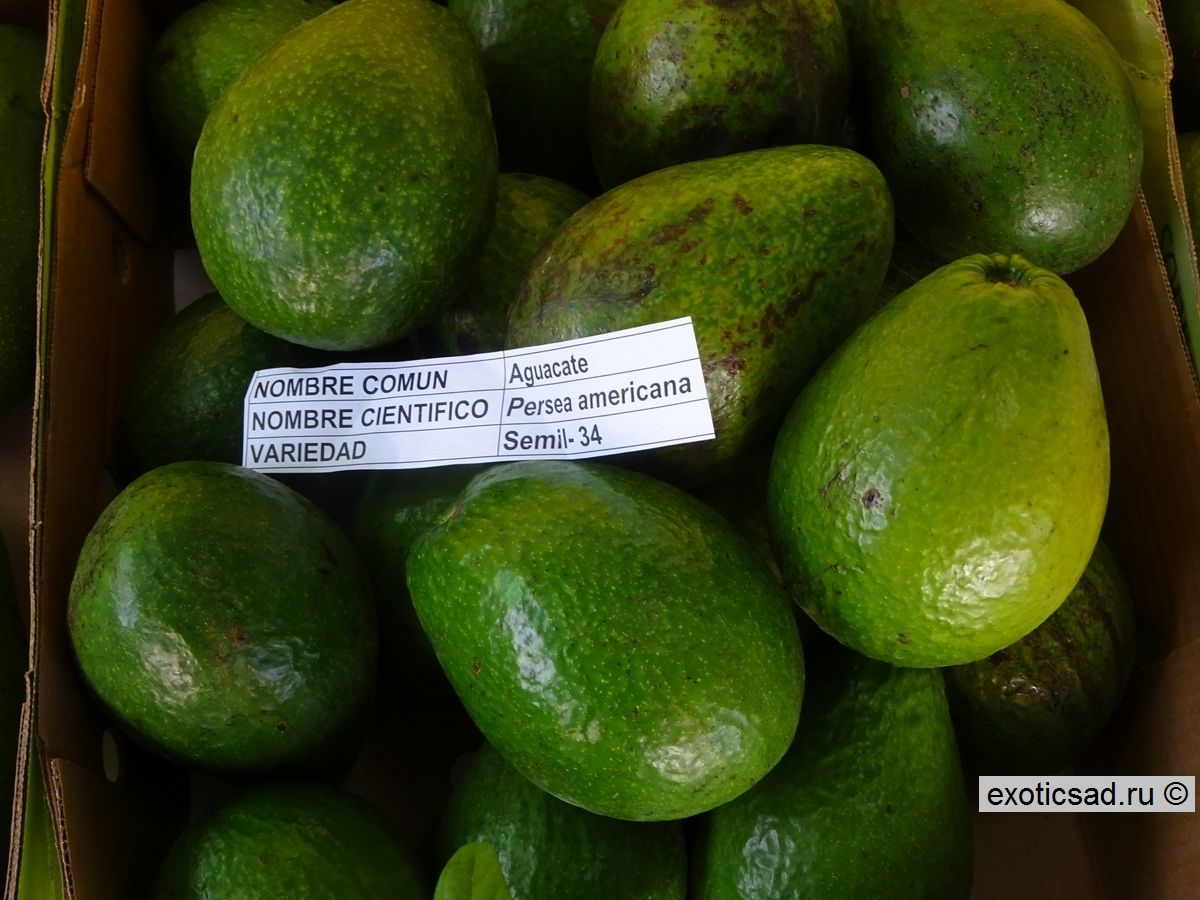 NOMBRE COMUN Aguacate
NOMBRE CIENTIFICO Persea americana
VARIEDAD Semil- 34
exoticsad.ru ©